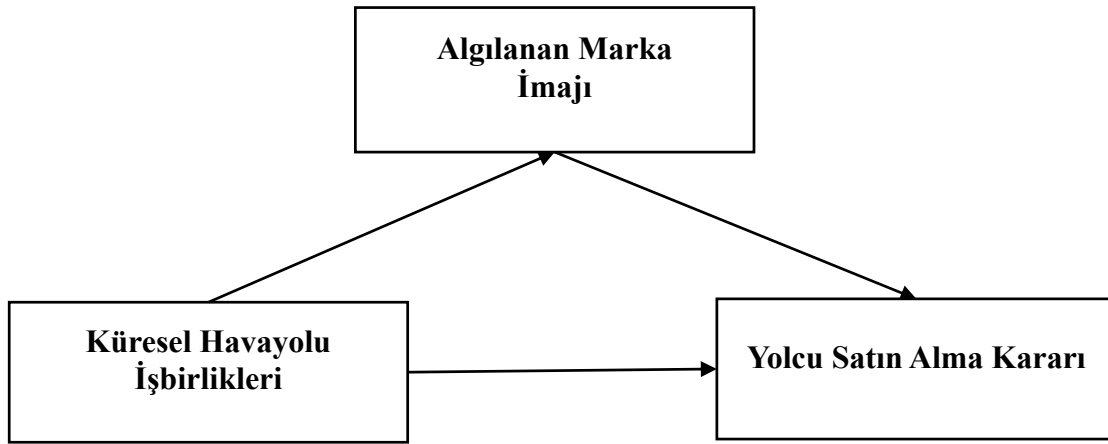 Algılanan Marka
İmajı
Küresel Havayolu
İşbirlikleri
Yolcu Satın Alma Kararı